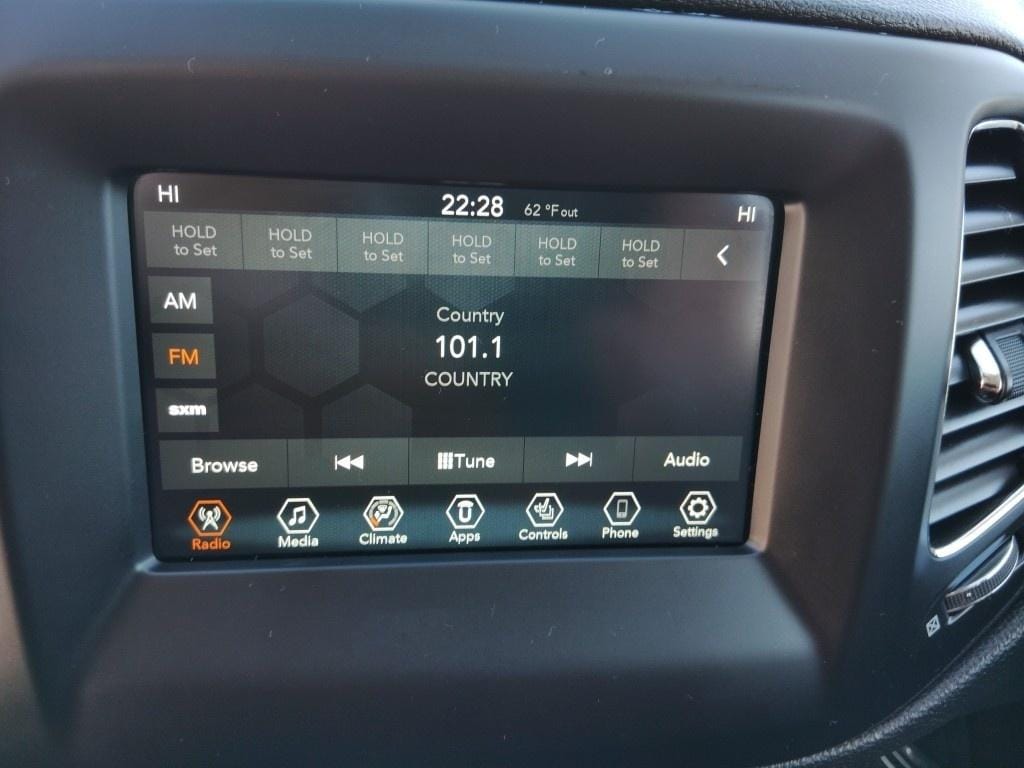 HI 22:28 62 °F out HI
HOLD to Set
HOLD to Set
HOLD to Set
HOLD to Set
HOLD to Set
HOLD to Set
AM
FM
sxm
Country
101.1
COUNTRY
Browse Tune Audio
Radio Media Climate Apps Controls Phone Settings